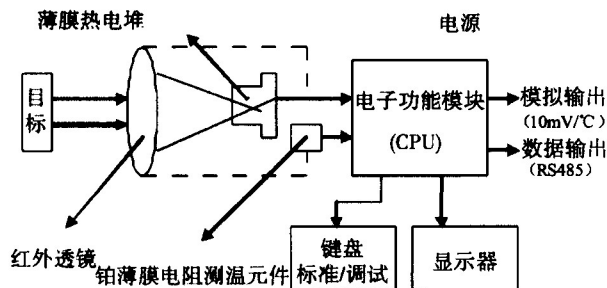 薄膜热电堆
电源
目标
电子功能模块
(CPU)
模拟输出
(10mV/℃)
数据输出
(RS485)
红外透镜
铂薄膜电阻测温元件
键盘
标准/调试
显示器